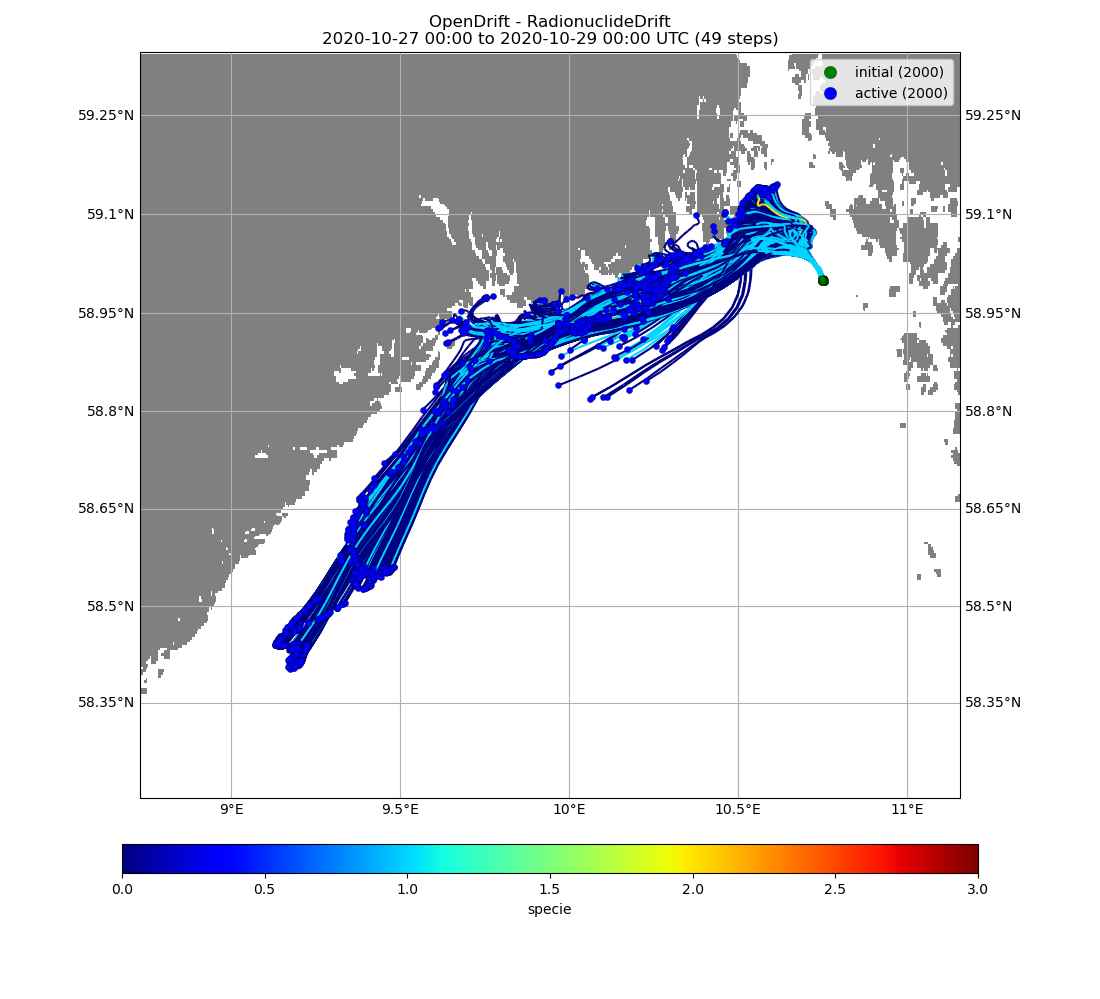 OpenDrift - RadionuclideDrift
2020-10-27 00:00 to 2020-10-29 00:00 UTC (49 steps)
initial (2000)
active (2000)
59.25°N 59.25°N
59.1°N 59.1°N
58.95°N 58.95°N
58.8°N 58.8°N
58.65°N 58.65°N
58.5°N 58.5°N
58.35°N 58.35°N
9°E 9.5°E 10°E 10.5°E 11°E
0.0 0.5 1.0 1.5 2.0 2.5 3.0
specie